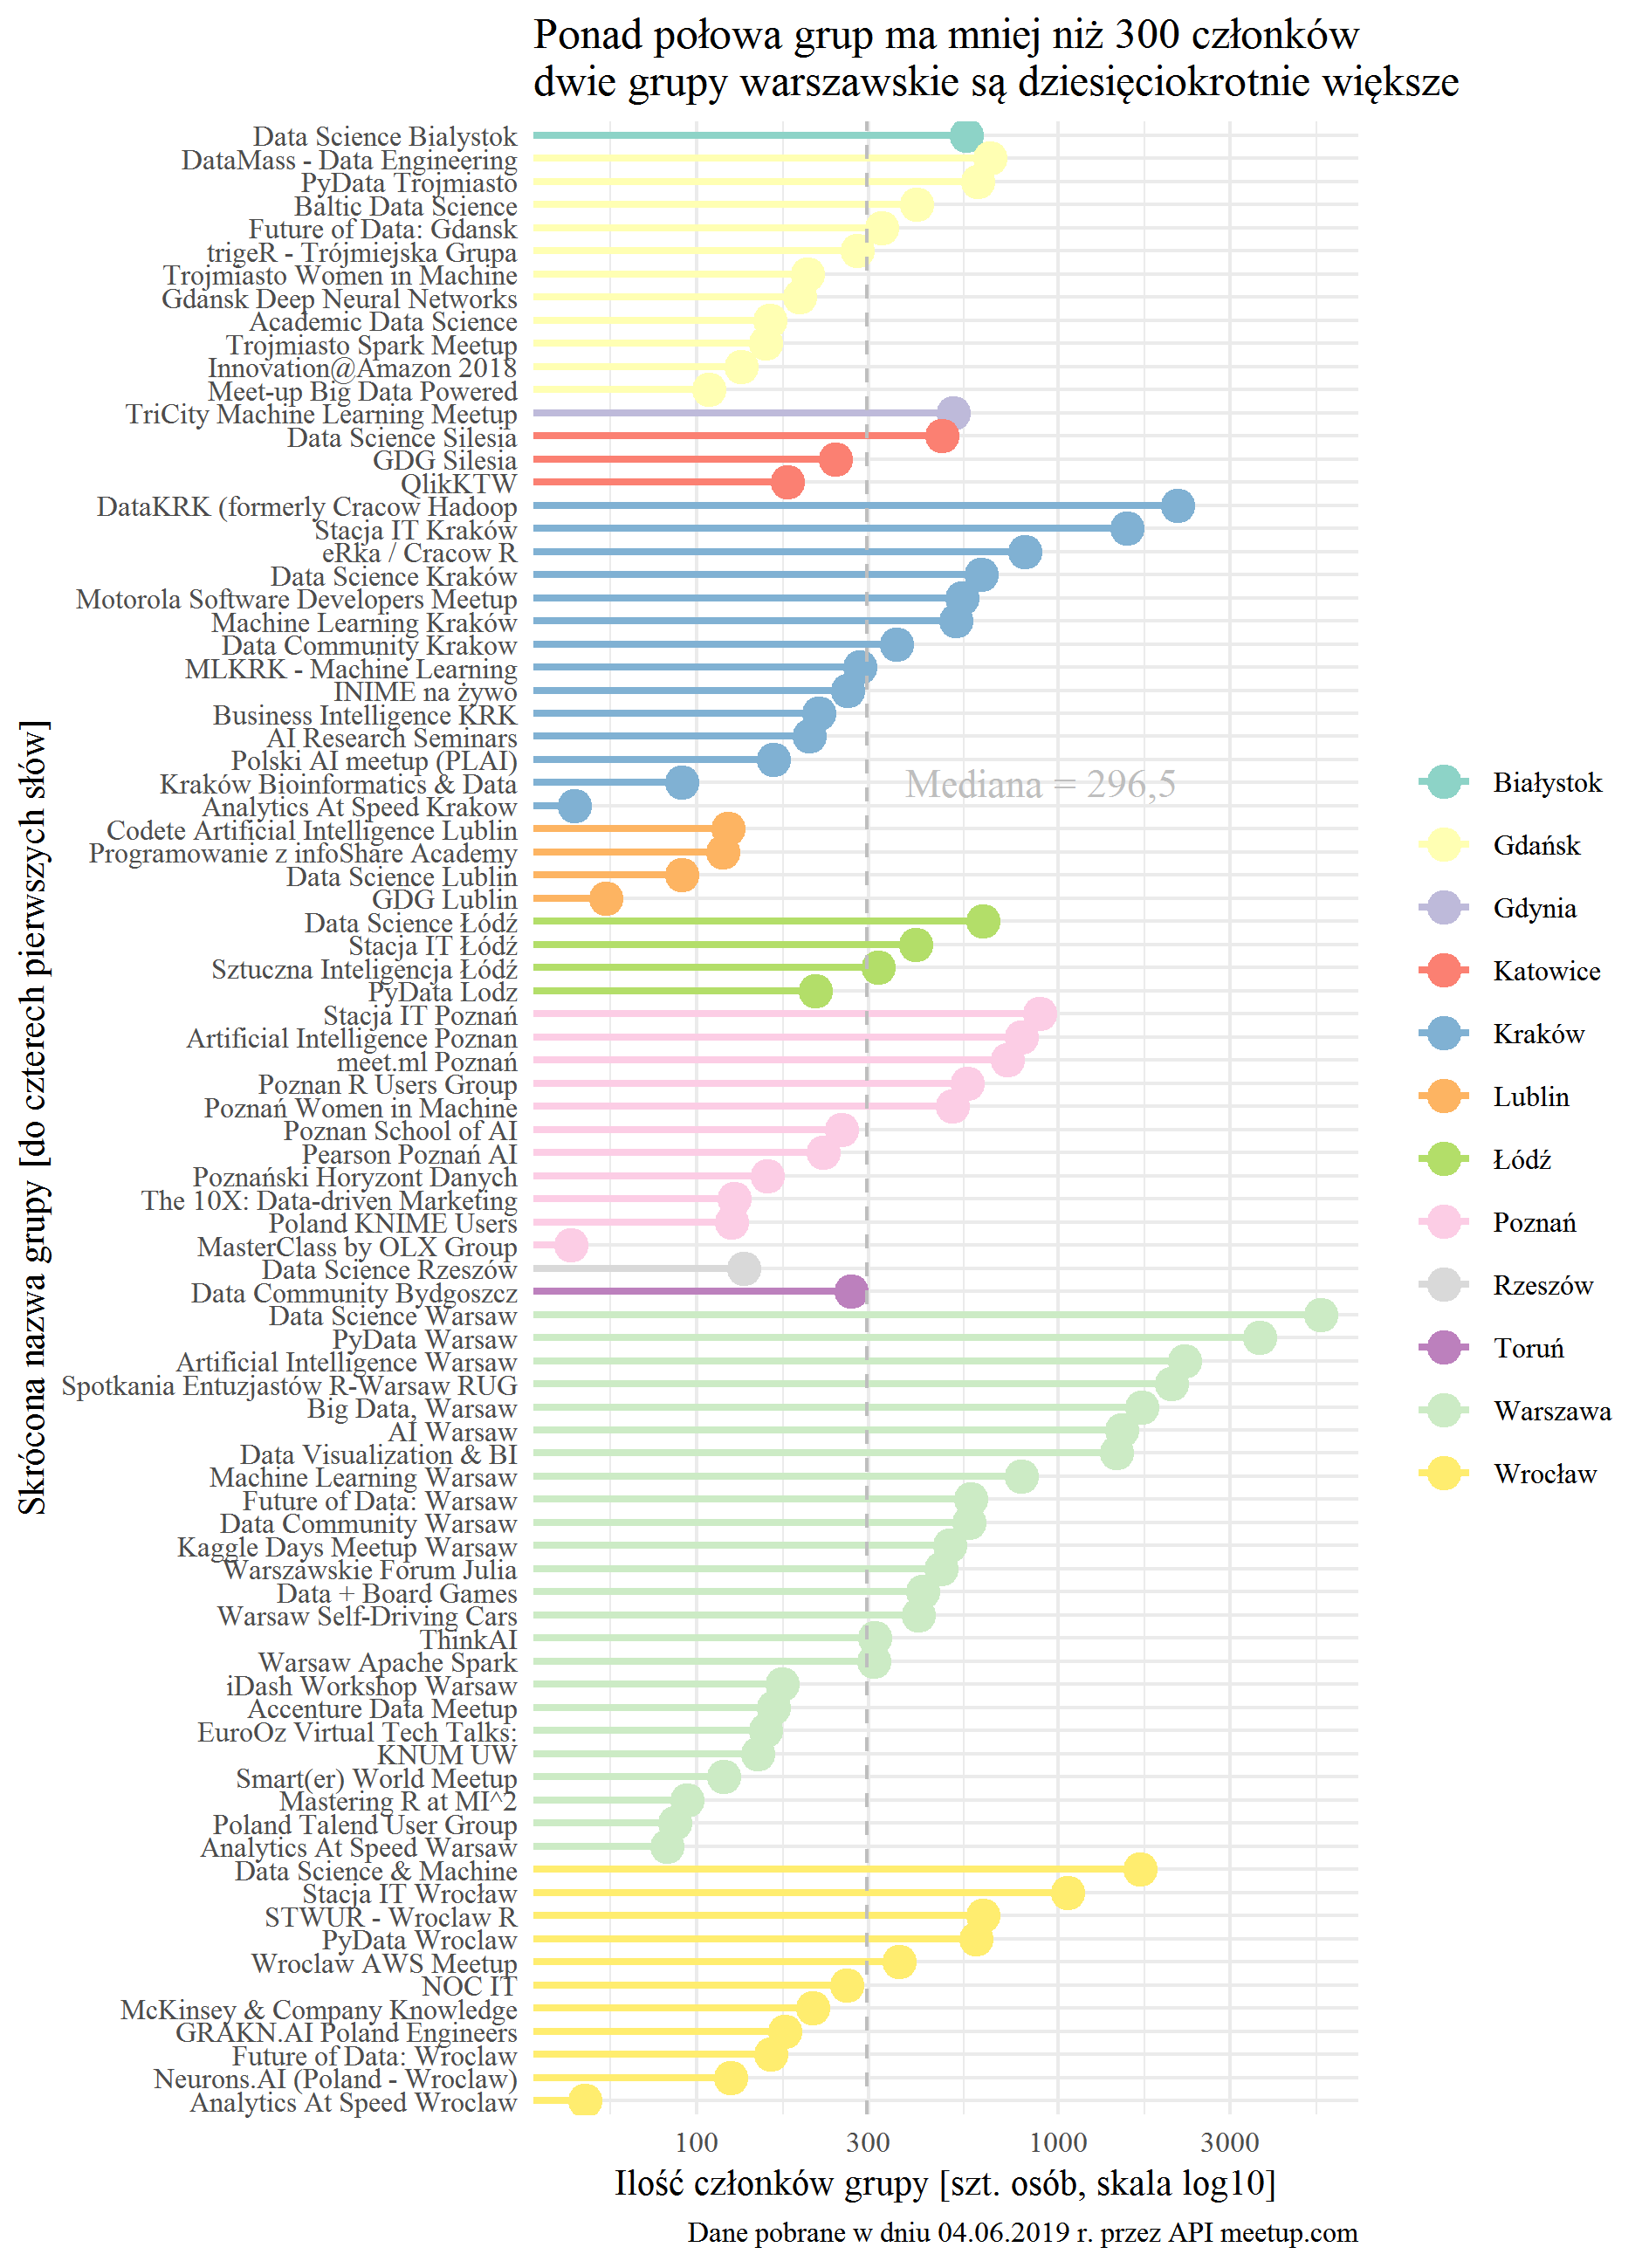 Ponad połowa grup ma mniej niż 300 członków
dwie grupy warszawskie są dziesięciokrotnie większe
Skrócona nazwa grupy [do czterech pierwszych słów]
Data Science Bialystok
DataMass - Data Engineering
PyData Trojmiasto
Baltic Data Science
Future of Data: Gdansk
trigeR - Trójmiejska Grupa
Trojmiasto Women in Machine
Gdansk Deep Neural Networks
Academic Data Science
Trojmiasto Spark Meetup
Innovation@Amazon 2018
Meet-up Big Data Powered
TriCity Machine Learning Meetup
Data Science Silesia
GDG Silesia
QlikKTW
DataKRK (formerly Cracow Hadoop
Stacja IT Kraków
eRka / Cracow R
Data Science Kraków
Motorola Software Developers Meetup
Machine Learning Kraków
Data Community Krakow
MLKRK - Machine Learning
INIME na żywo
Business Intelligence KRK
AI Research Seminars
Polski AI meetup (PLAI)
Kraków Bioinformatics & Data
Analytics At Speed Krakow
Codete Artificial Intelligence Lublin
Programowanie z infoShare Academy
Data Science Lublin
GDG Lublin
Data Science Łódź
Stacja IT Łódź
Sztuczna Inteligencja Łódź
PyData Lodz
Stacja IT Poznań
Artificial Intelligence Poznan
meet.ml Poznań
Poznan R Users Group
Poznań Women in Machine
Poznan School of AI
Pearson Poznań AI
Poznański Horyzont Danych
The 10X: Data-driven Marketing
Poland KNIME Users
MasterClass by OLX Group
Data Science Rzeszów
Data Community Bydgoszcz
Data Science Warsaw
PyData Warsaw
Artificial Intelligence Warsaw
Spotkania Entuzjastów R-Warsaw RUG
Big Data, Warsaw
AI Warsaw
Data Visualization & BI
Machine Learning Warsaw
Future of Data: Warsaw
Data Community Warsaw
Kaggle Days Meetup Warsaw
Warszawskie Forum Julia
Data + Board Games
Warsaw Self-Driving Cars
ThinkAI
Warsaw Apache Spark
iDash Workshop Warsaw
Accenture Data Meetup
EuroOz Virtual Tech Talks:
KNUM UW
Smart(er) World Meetup
Mastering R at MI^2
Poland Talend User Group
Analytics At Speed Warsaw
Data Science & Machine
Stacja IT Wrocław
STWUR - Wroclaw R
PyData Wroclaw
Wroclaw AWS Meetup
NOC IT
McKinsey & Company Knowledge
GRAKN.AI Poland Engineers
Future of Data: Wroclaw
Neurons.AI (Poland - Wroclaw)
Analytics At Speed Wroclaw
Mediana = 296,5
100 300 1000 3000
Ilość członków grupy [szt. osób, skala log10]
Dane pobrane w dniu 04.06.2019 r. przez API meetup.com
Białystok
Gdańsk
Gdynia
Katowice
Kraków
Lublin
Łódź
Poznań
Rzeszów
Toruń
Warszawa
Wrocław